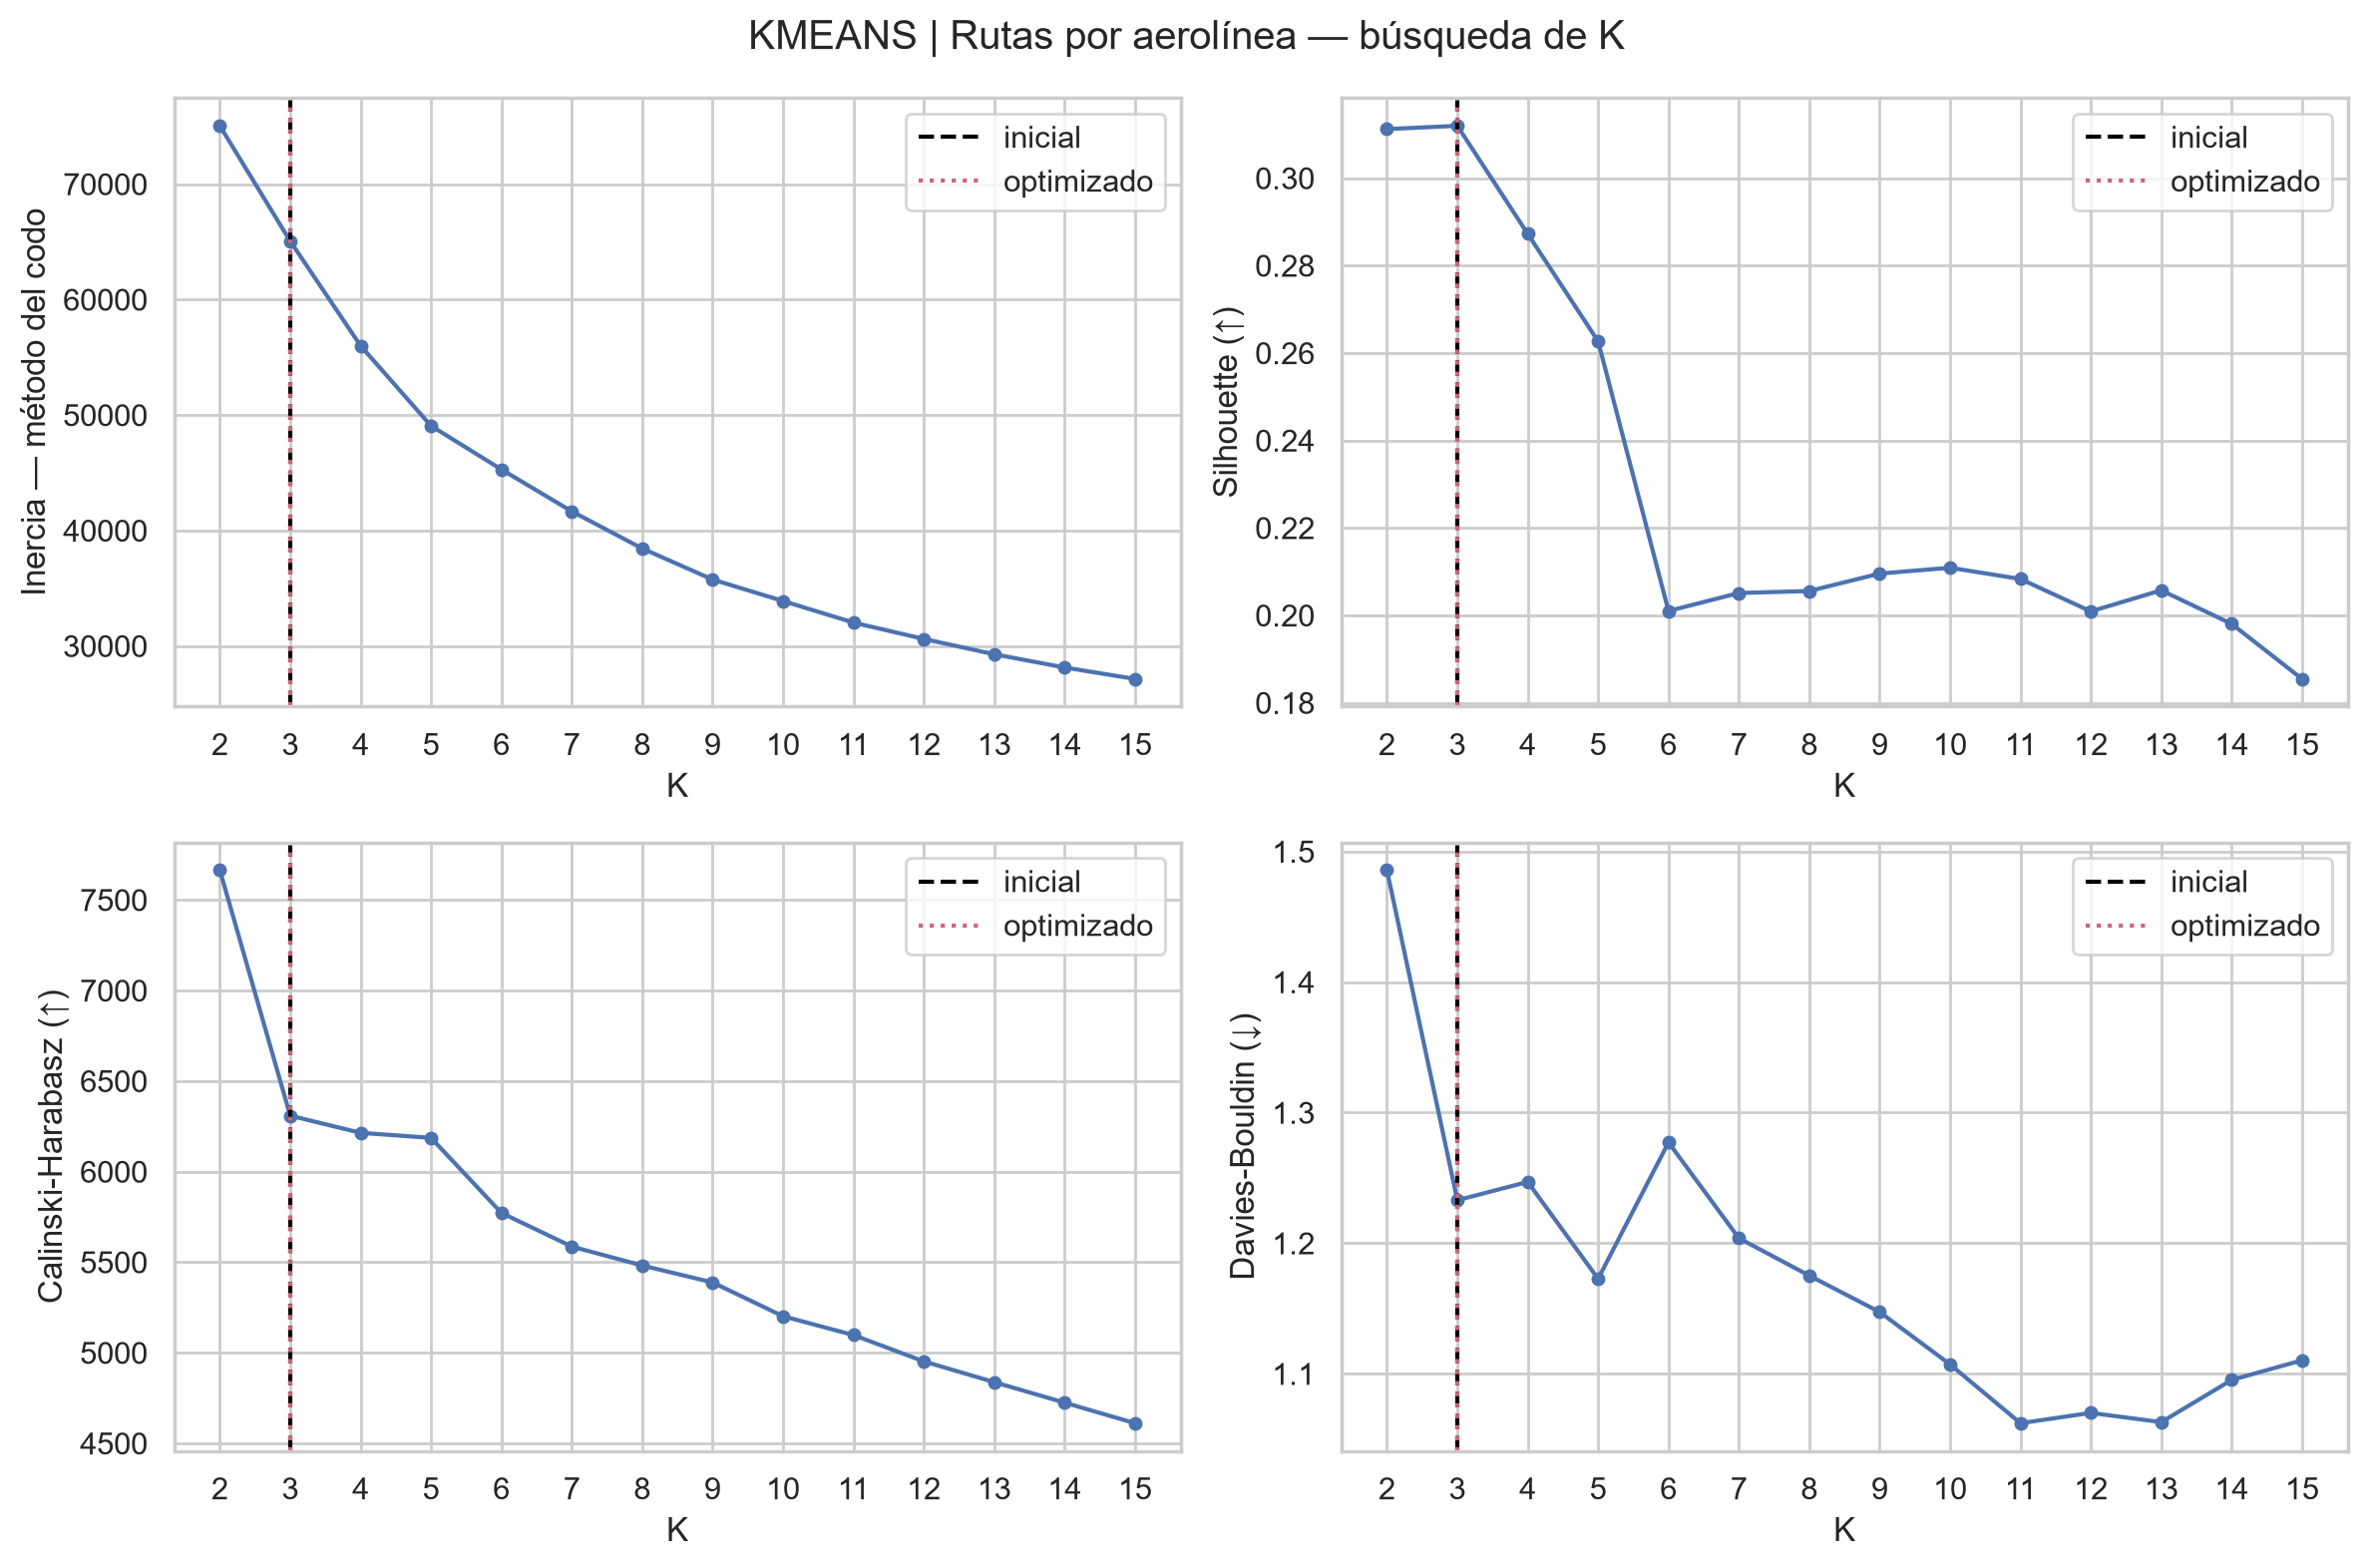 KMEANS | Rutas por aerolínea — búsqueda de K
Inercia — método del codo
70000
60000
50000
40000
30000
inicial
optimizado
2 3 4 5 6 7 8 9 10 11 12 13 14 15
K
Silhouette (↑)
0.30
0.28
0.26
0.24
0.22
0.20
0.18
inicial
optimizado
2 3 4 5 6 7 8 9 10 11 12 13 14 15
K
Calinski-Harabasz (↑)
7500
7000
6500
6000
5500
5000
4500
inicial
optimizado
2 3 4 5 6 7 8 9 10 11 12 13 14 15
K
Davies-Bouldin (↓)
1.5
1.4
1.3
1.2
1.1
inicial
optimizado
2 3 4 5 6 7 8 9 10 11 12 13 14 15
K